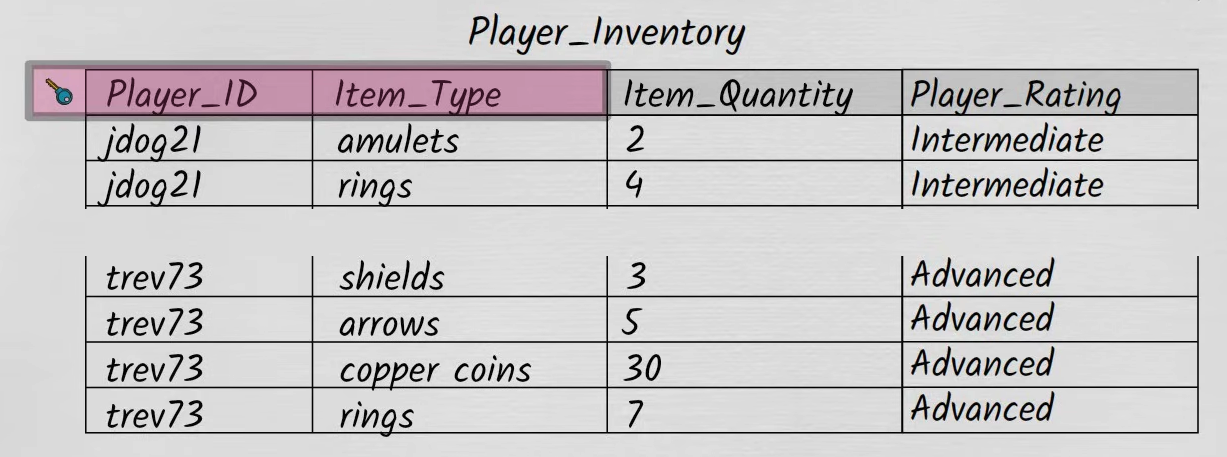 Player_Inventory
Player_ID Item_Type Item_Quantity Player_Rating
jdog21 amulets 2 Intermediate
jdog21 rings 4 Intermediate
trev73 shields 3 Advanced
trev73 arrows 5 Advanced
trev73 copper coins 30 Advanced
trev73 rings 7 Advanced